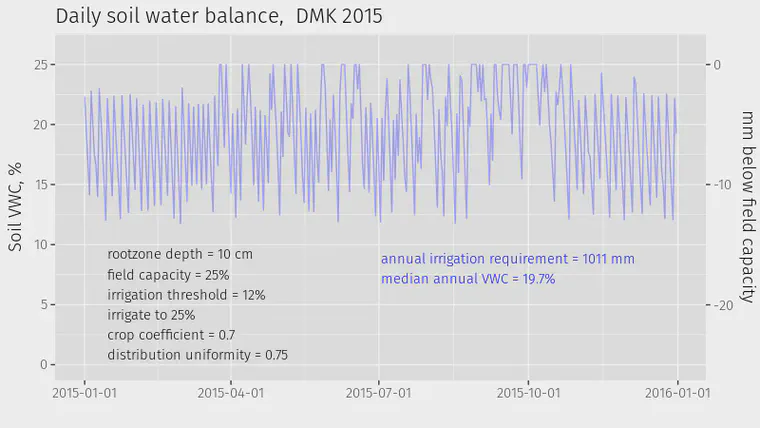 Daily soil water balance,  DMK 2015
Soil VWC, %
25
20
15
10
5
0
0
-10
-20
mm below field capacity
rootzone depth = 10 cm
field capacity = 25%
irrigation threshold = 12%
irrigate to 25%
crop coefficient = 0.7
distribution uniformity = 0.75
annual irrigation requirement = 1011 mm
median annual VWC = 19.7%
2015-01-01
2015-04-01
2015-07-01
2015-10-01
2016-01-01